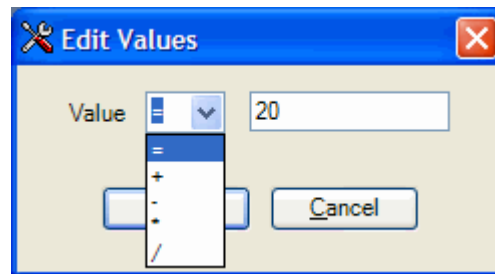 Edit Values
Value = 20
=
+
-
*
/
Cancel